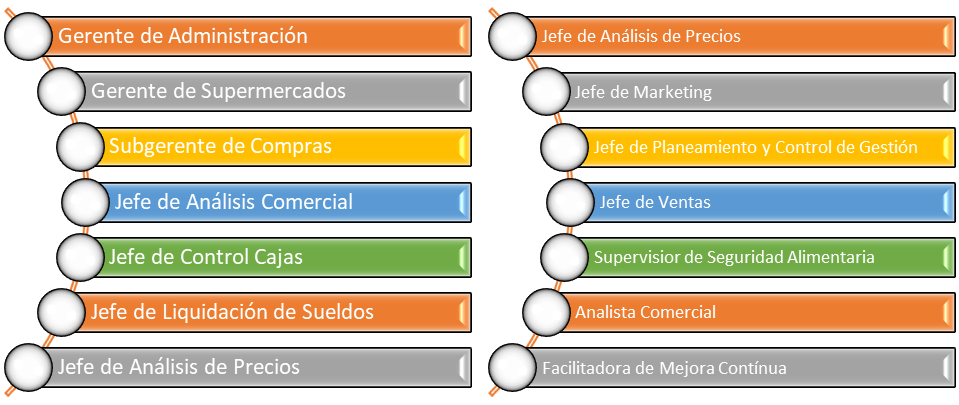 Gerente de Administración
Gerente de Supermercados
Subgerente de Compras
Jefe de Análisis Comercial
Jefe de Control Cajas
Jefe de Liquidación de Sueldos
Jefe de Análisis de Precios
Jefe de Análisis de Precios
Jefe de Marketing
Jefe de Planeamiento y Control de Gestión
Jefe de Ventas
Supervisior de Seguridad Alimentaria
Analista Comercial
Facilitadora de Mejora Contínua